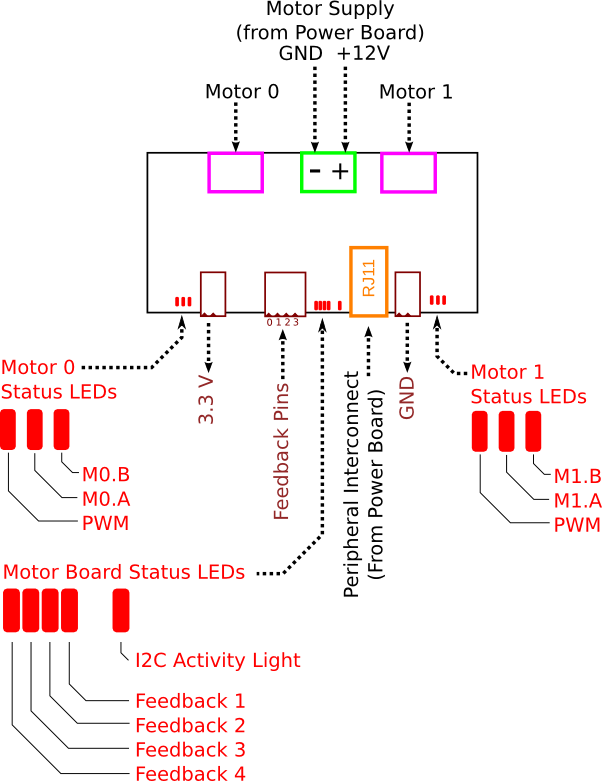 Motor Supply
(from Power Board)
GND +12V
Motor 0
Motor 1
- +
RJ11
0 1 2 3
Motor 0
Status LEDs
M0.B
M0.A
PWM
3.3 V
Feedback Pins
Peripheral Interconnect
(From Power Board)
GND
Motor 1
Status LEDs
M1.B
M1.A
PWM
Motor Board Status LEDs
I2C Activity Light
Feedback 1
Feedback 2
Feedback 3
Feedback 4